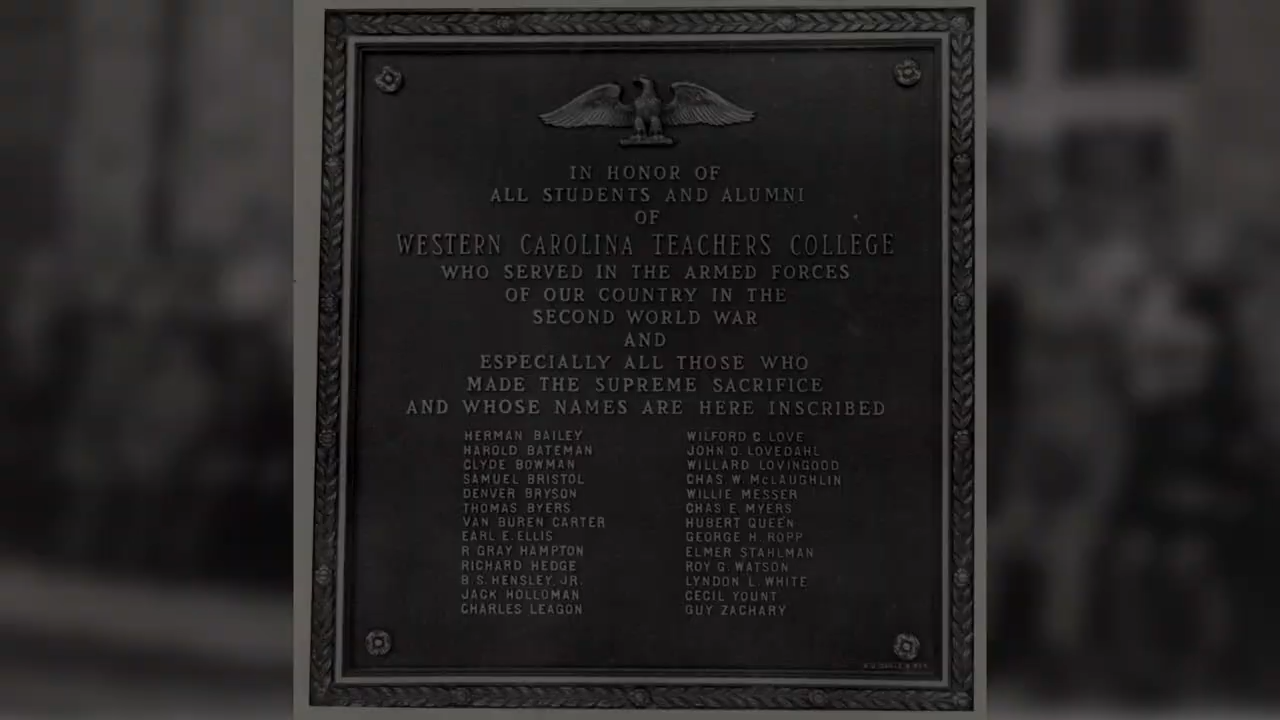 IN HONOR OF
ALL STUDENTS AND ALUMNI
OF
WESTERN CAROLINA TEACHERS COLLEGE
WHO SERVED IN THE ARMED FORCES
OF OUR COUNTRY IN THE
SECOND WORLD WAR
AND
ESPECIALLY ALL THOSE WHO
MADE THE SUPREME SACRIFICE
AND WHOSE NAMES ARE HERE INSCRIBED
HERMAN BAILEY
HAROLD BATEMAN
CLYDE BOWMAN
SAMUEL BRISTOL
DENVER BRYSON
THOMAS BYERS
VAN BUREN CARTER
EARL E. ELLIS
R GRAY HAMPTON
RICHARD HEDGE
B. S. HENSLEY, JR.
JACK HOLLOMAN
CHARLES LEAGON
WILFORD C. LOVE
JOHN O. LOVEDAHL
WILLARD LOVINGOOD
CHAS W. McLAUGHLIN
WILLIE MESSER
CHAS E. MYERS
HUBERT QUEEN
GEORGE H. ROPP
ELMER STAHLMAN
ROY G. WATSON
LYNDON L. WHITE
CECIL YOUNT
GUY ZACHARY